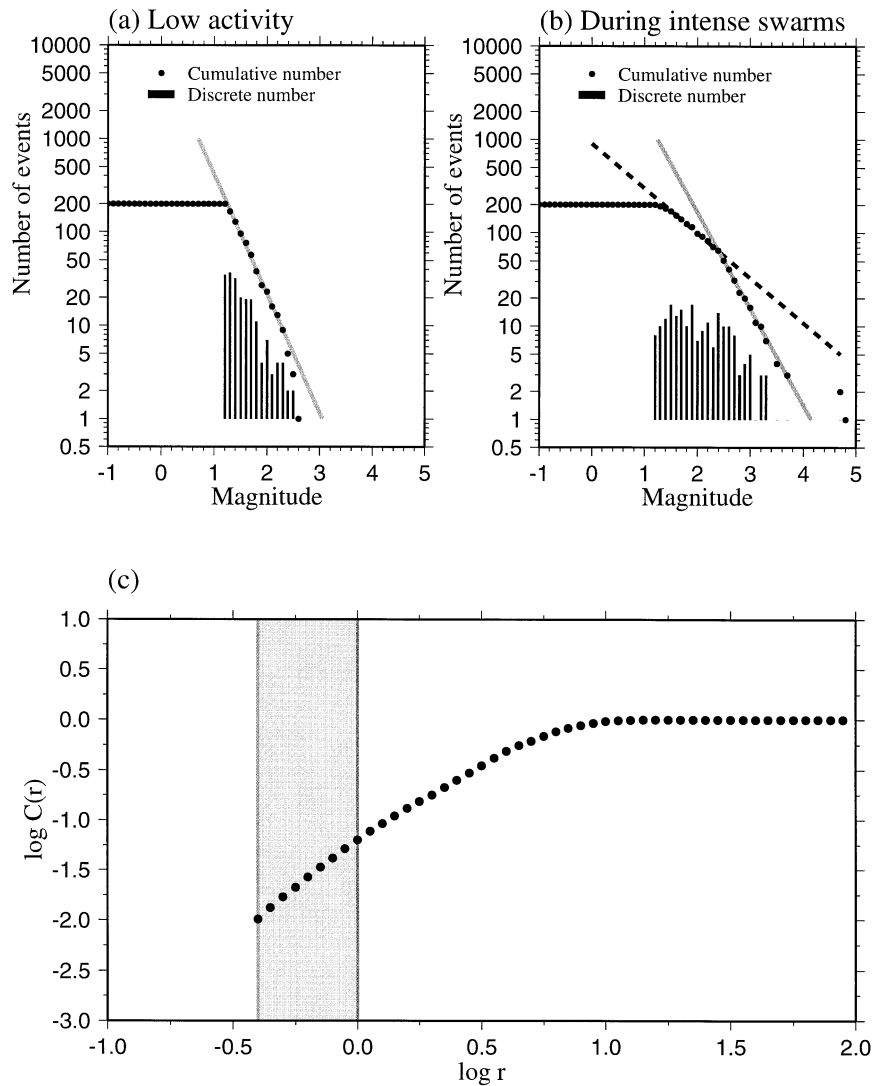 (a) Low activity
10000
5000
2000
1000
500
200
100
50
20
10
5
2
1
0.5
Number of events
Cumulative number
Discrete number
-1 0 1 2 3 4 5
Magnitude
(b) During intense swarms
10000
5000
2000
1000
500
200
100
50
20
10
5
2
1
0.5
Number of events
Cumulative number
Discrete number
-1 0 1 2 3 4 5
Magnitude
(c)
1.0
0.5
0.0
-0.5
-1.0
-1.5
-2.0
-2.5
-3.0
log C(r)
-1.0 -0.5 0.0 0.5 1.0 1.5 2.0
log r